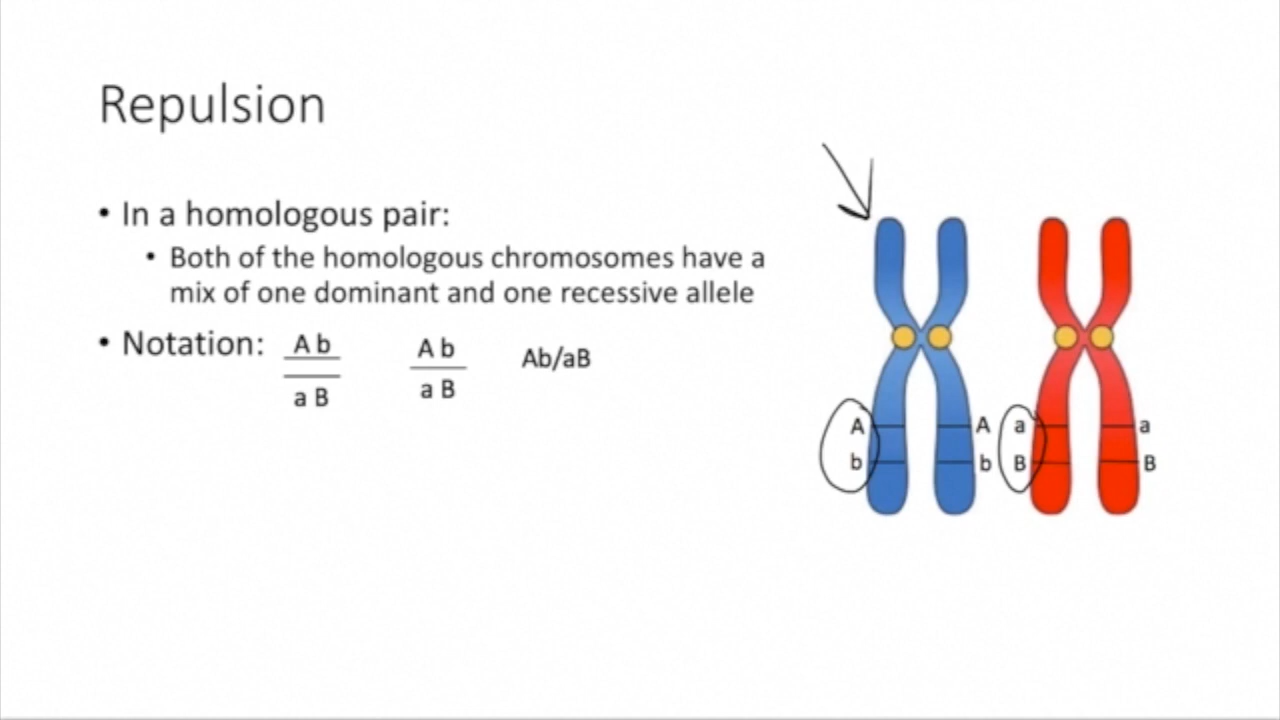 Repulsion
• In a homologous pair:
• Both of the homologous chromosomes have a
mix of one dominant and one recessive allele
• Notation:
A b
a B
A b
a B
Ab/aB
A A a a
b b B B